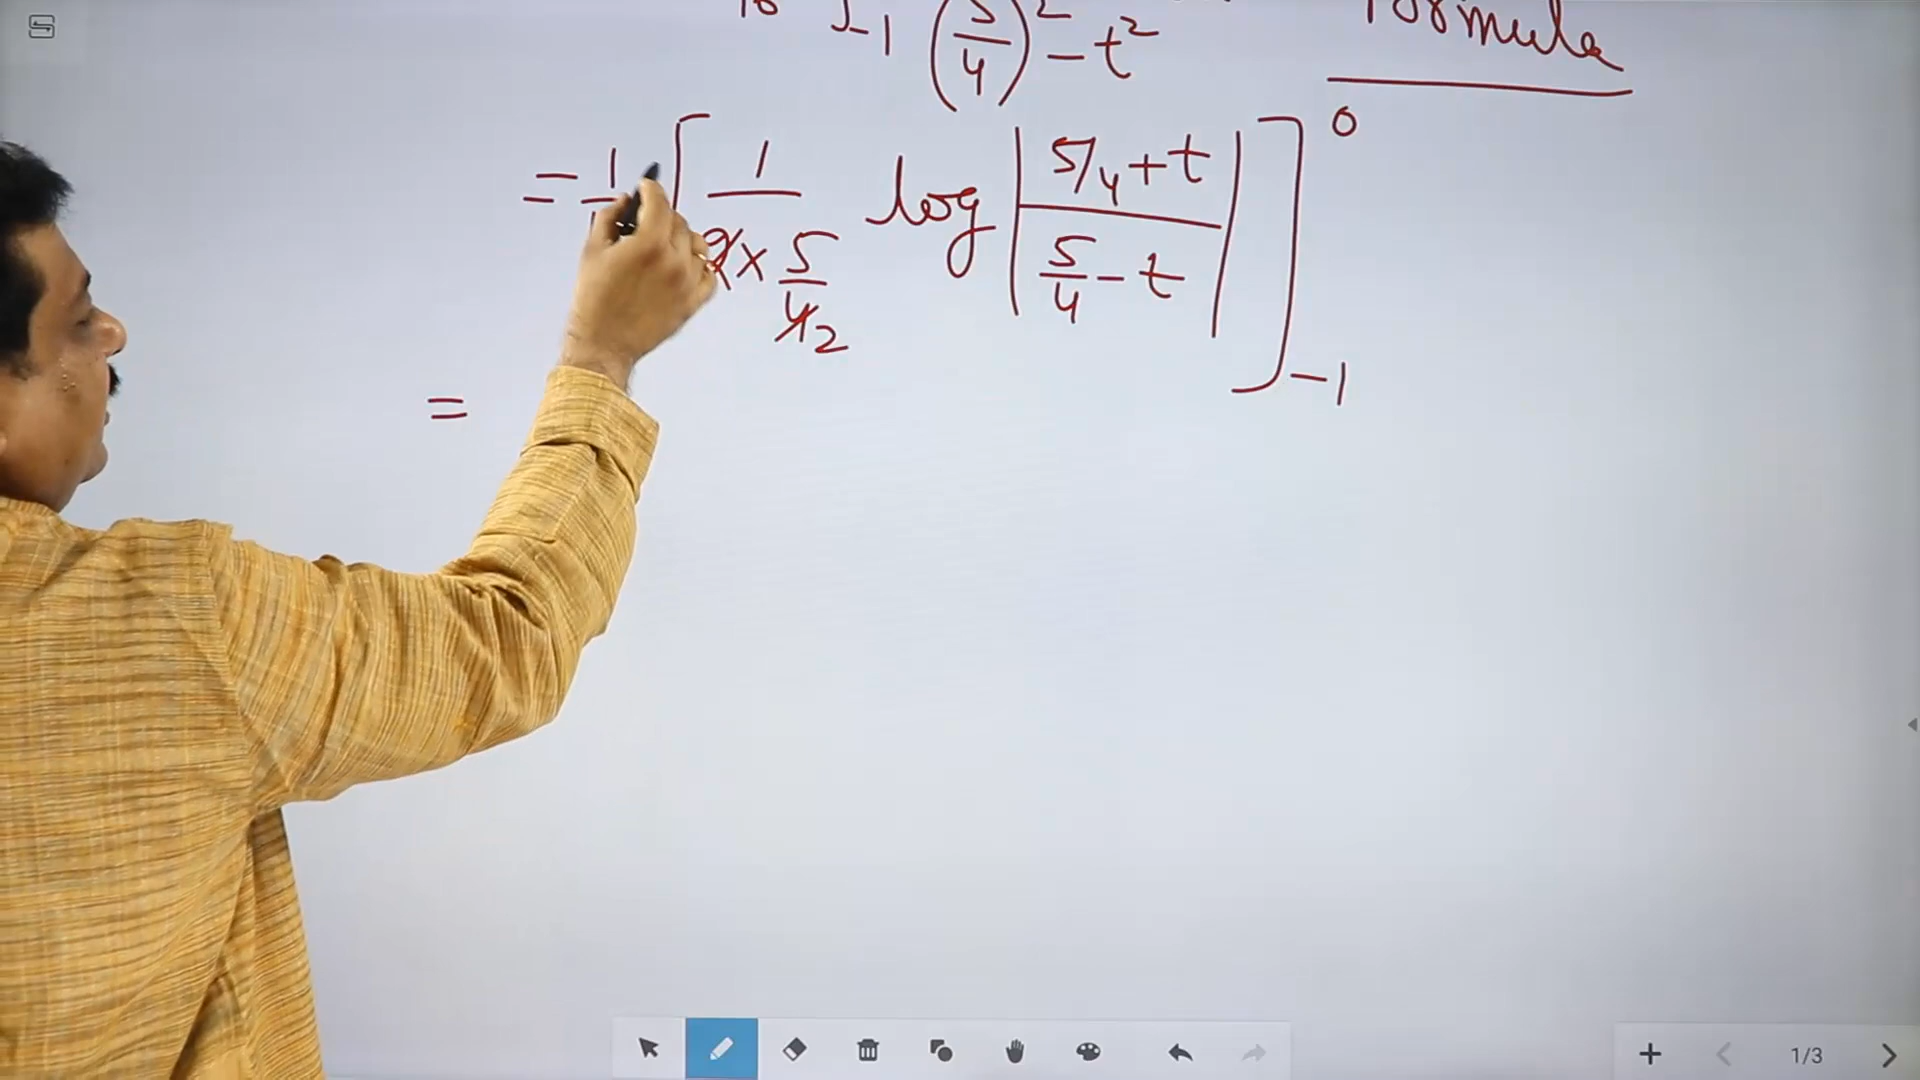 16 ∫-1 (5/4)² - t² formula
= 1/ [ 1/(2 x 5/4) 2 log | (5/4 + t)/(5/4 - t) | ] 0 -1
=
1/3